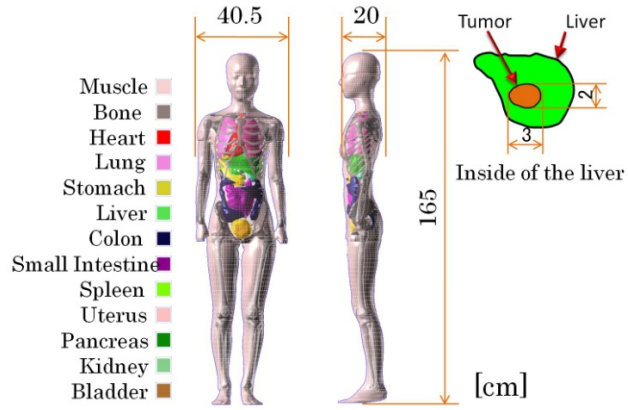 40.5
20
Tumor
Liver
2
3
Inside of the liver
165
Muscle
Bone
Heart
Lung
Stomach
Liver
Colon
Small Intestine
Spleen
Uterus
Pancreas
Kidney
Bladder
[cm]